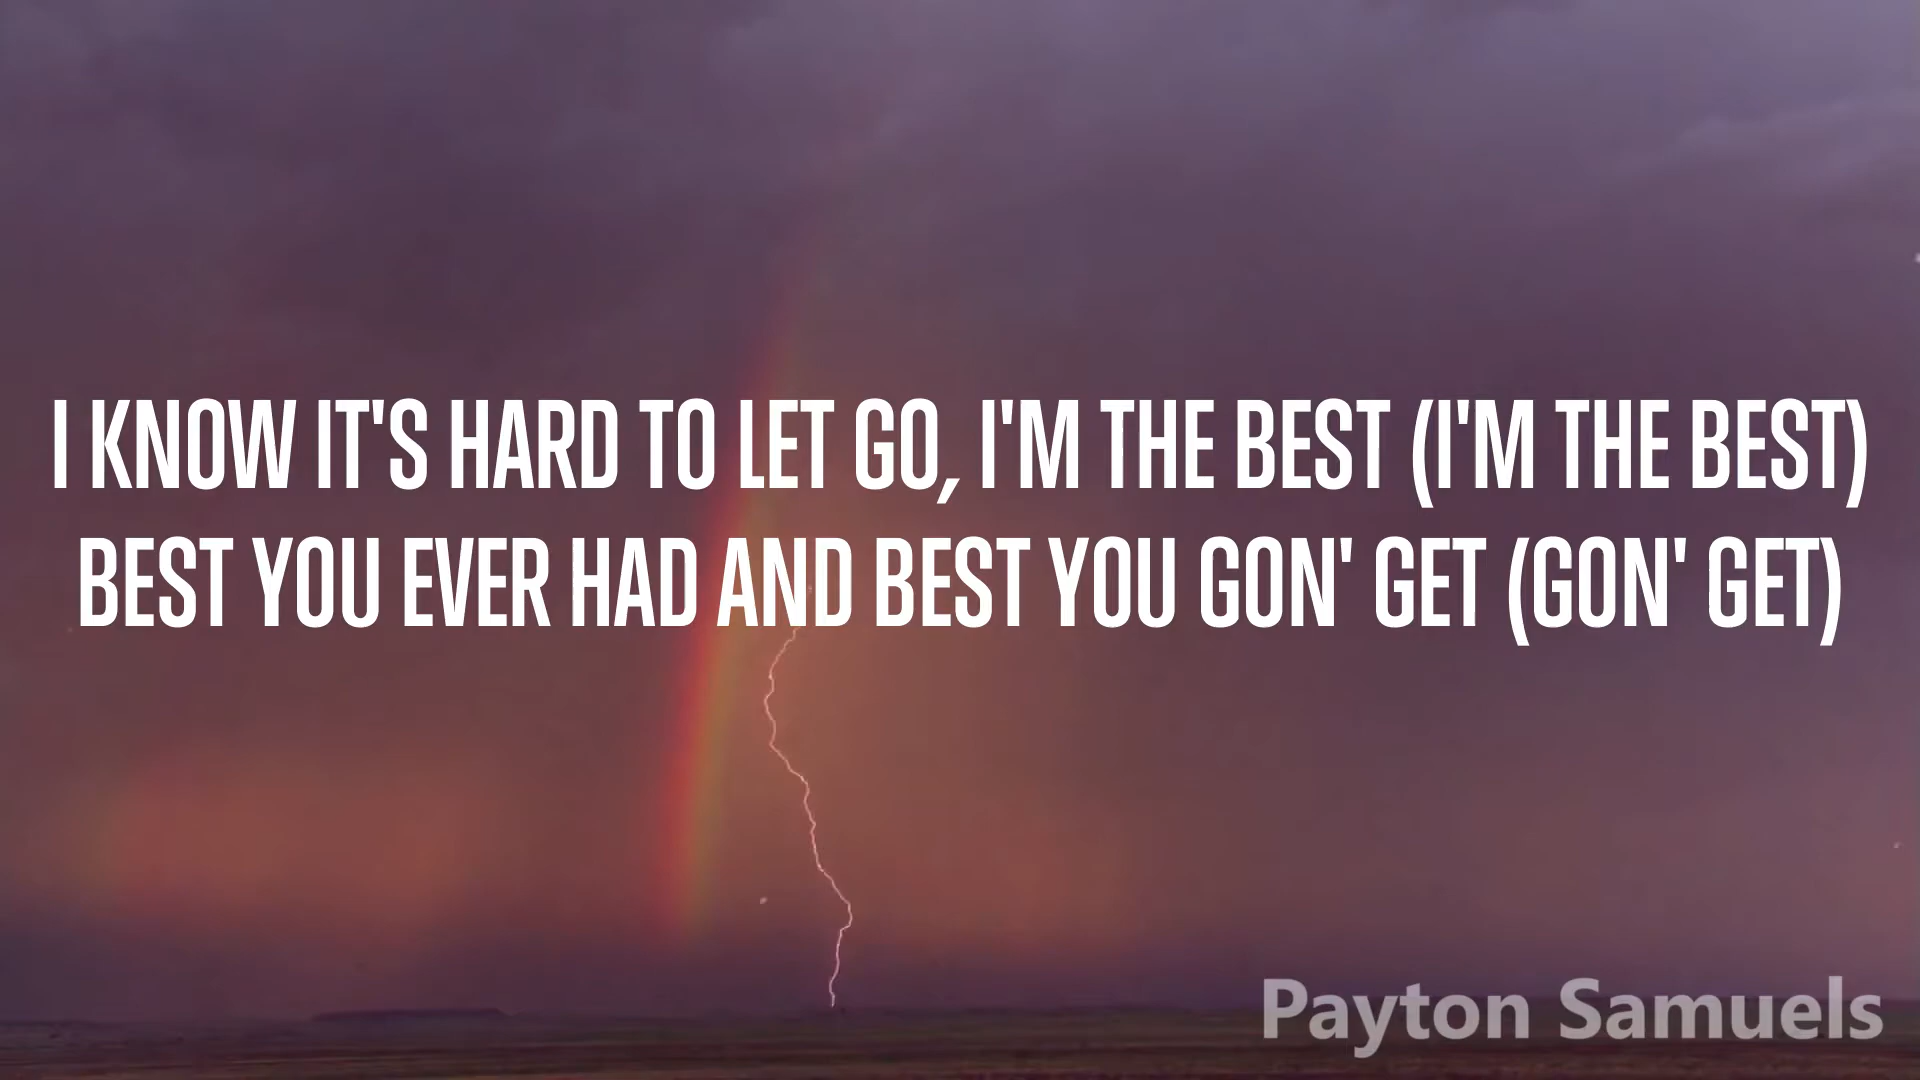 I KNOW IT'S HARD TO LET GO, I'M THE BEST (I'M THE BEST)
BEST YOU EVER HAD AND BEST YOU GON' GET (GON' GET)
Payton Samuels